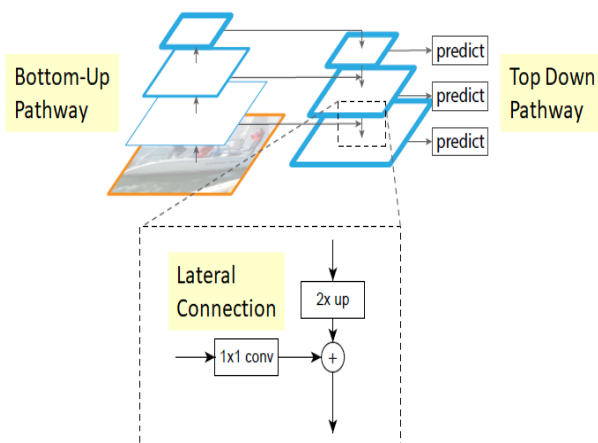 Bottom-Up
Pathway
predict
predict
predict
Top Down
Pathway
Lateral
Connection
2x up
1x1 conv
+